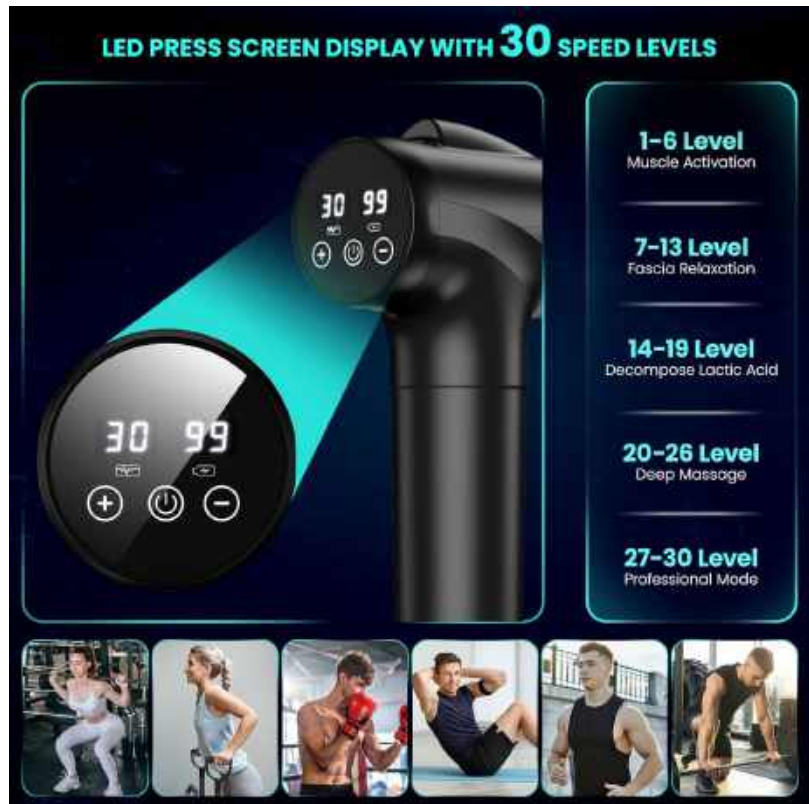 LED PRESS SCREEN DISPLAY WITH 30 SPEED LEVELS
30 99
30 99
1-6 Level
Muscle Activation
7-13 Level
Fascia Relaxation
14-19 Level
Decompose Lactic Acid
20-26 Level
Deep Massage
27-30 Level
Professional Mode